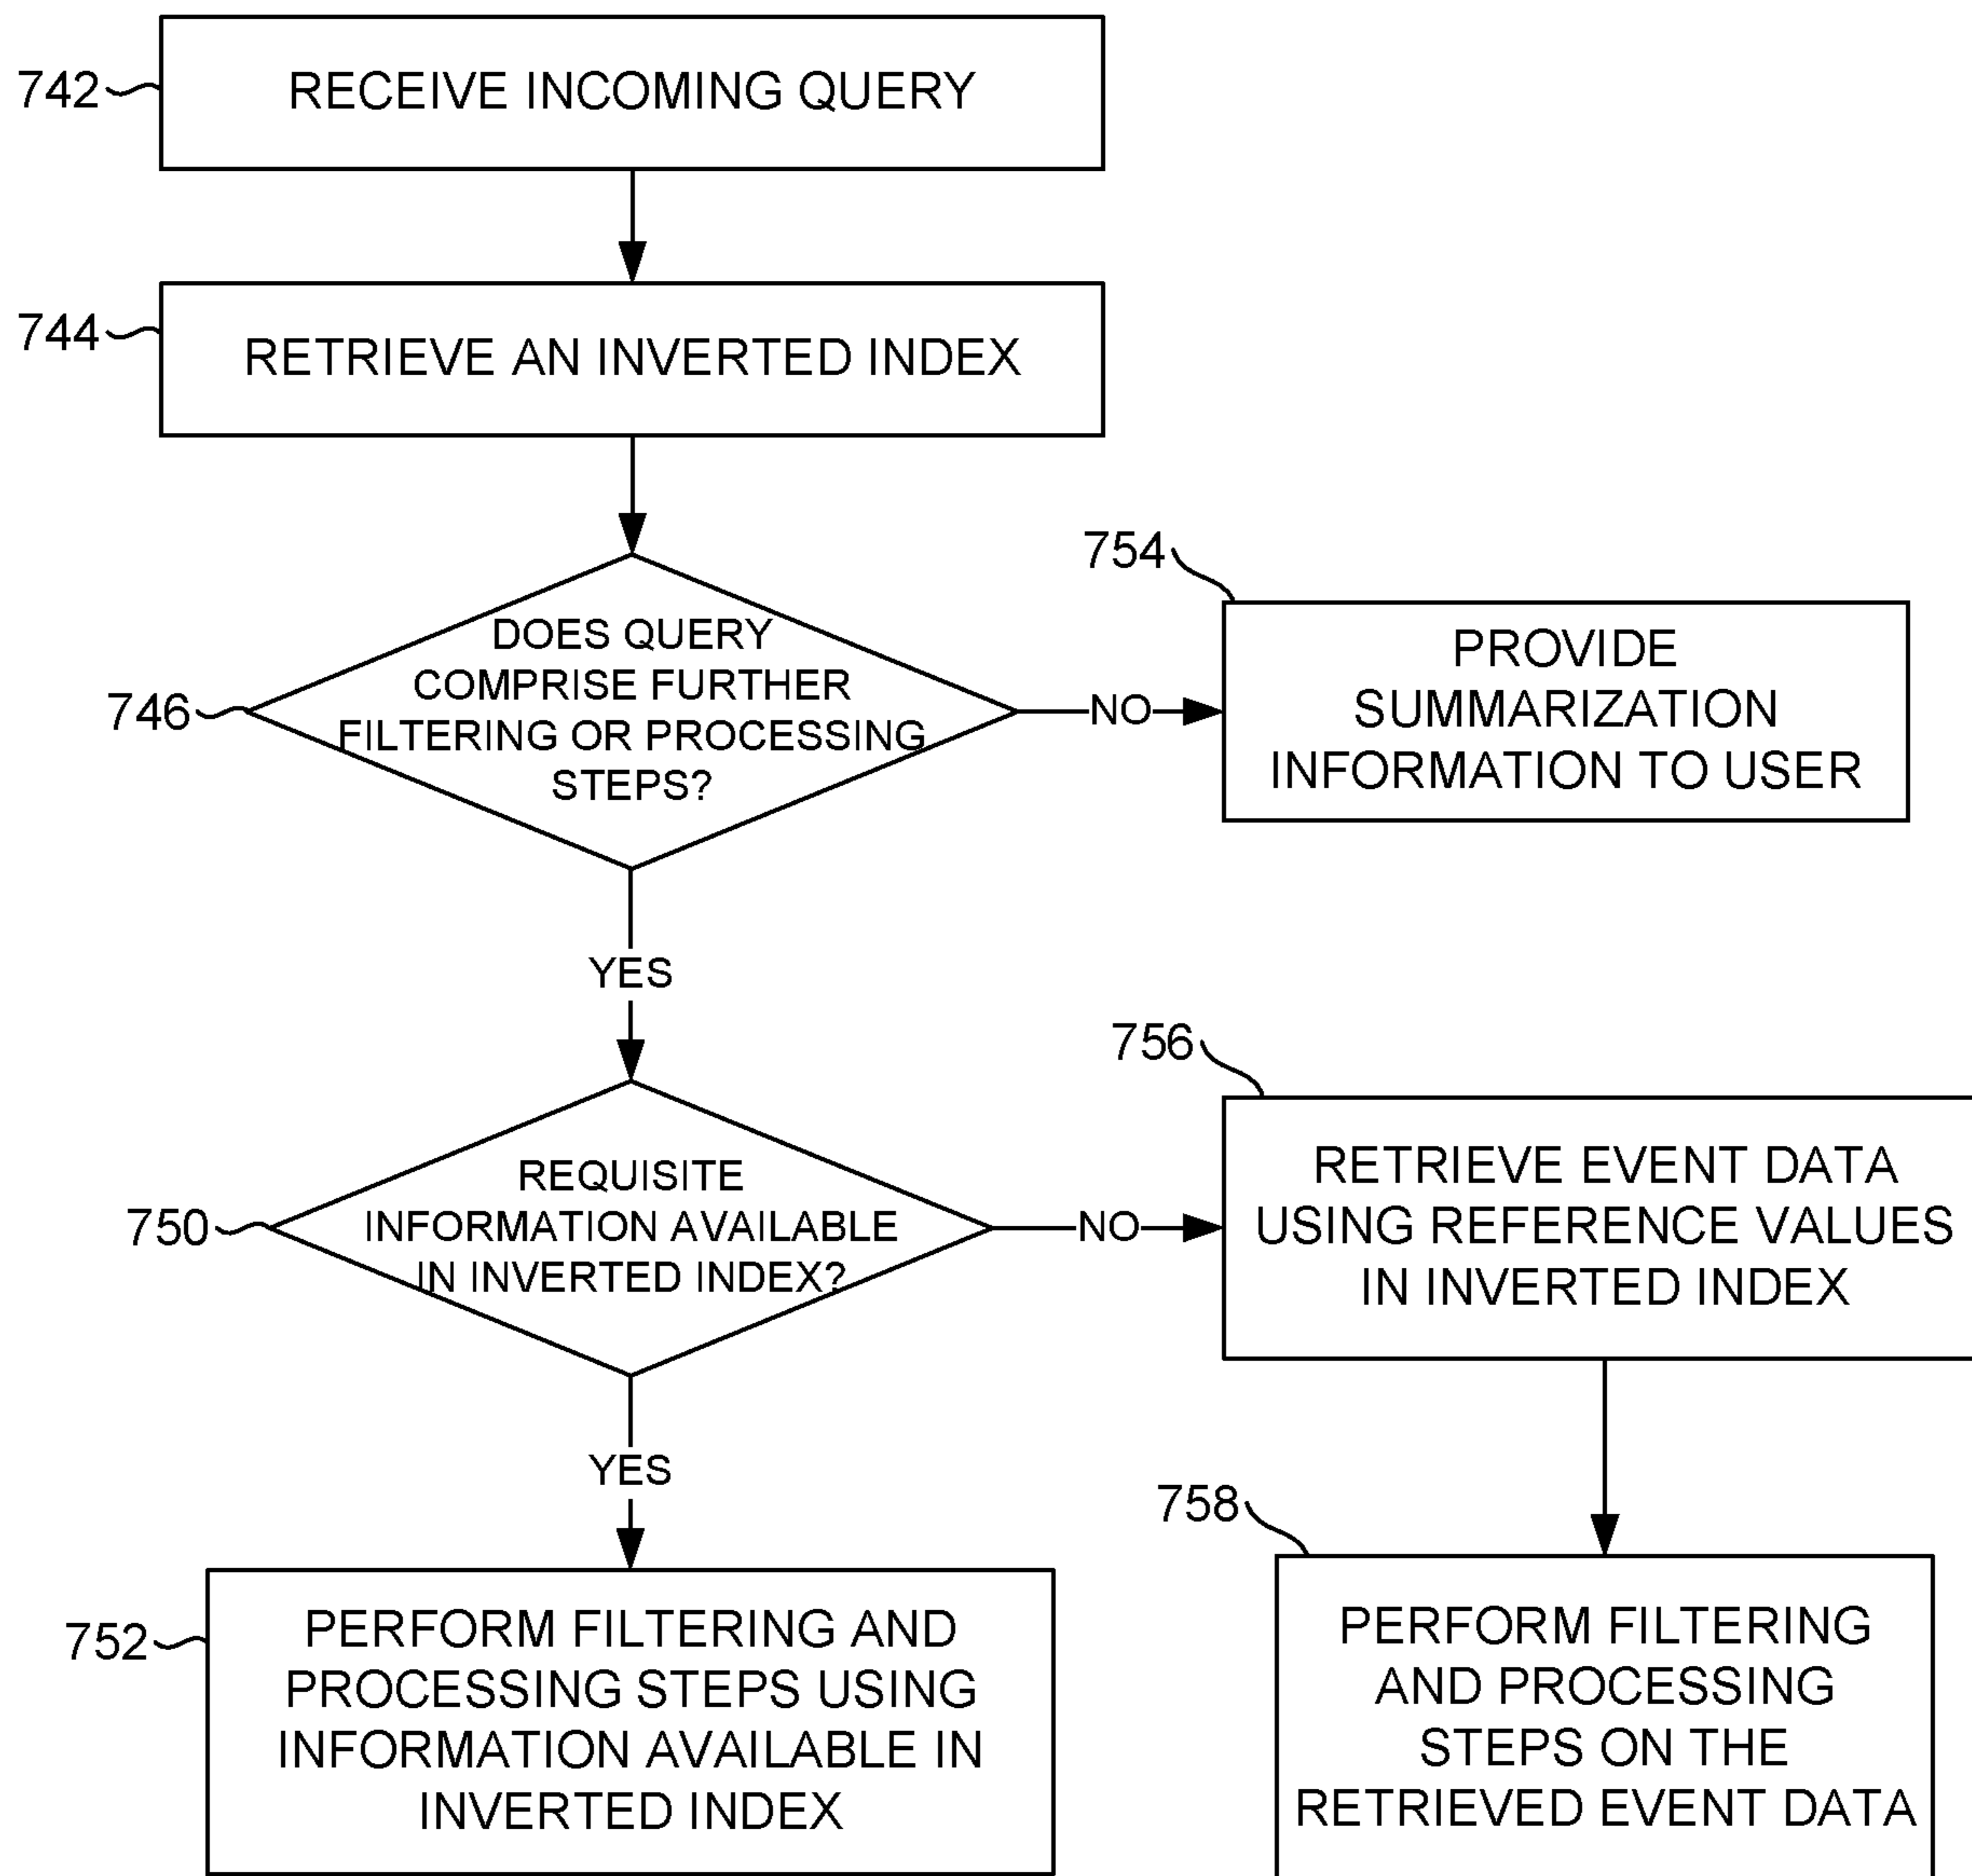 742
RECEIVE INCOMING QUERY
744
RETRIEVE AN INVERTED INDEX
746
DOES QUERY
COMPRISE FURTHER
FILTERING OR PROCESSING
STEPS?
NO
754
PROVIDE
SUMMARIZATION
INFORMATION TO USER
YES
750
REQUISITE
INFORMATION AVAILABLE
IN INVERTED INDEX?
NO
756
RETRIEVE EVENT DATA
USING REFERENCE VALUES
IN INVERTED INDEX
YES
752
PERFORM FILTERING AND
PROCESSING STEPS USING
INFORMATION AVAILABLE IN
INVERTED INDEX
758
PERFORM FILTERING
AND PROCESSING
STEPS ON THE
RETRIEVED EVENT DATA